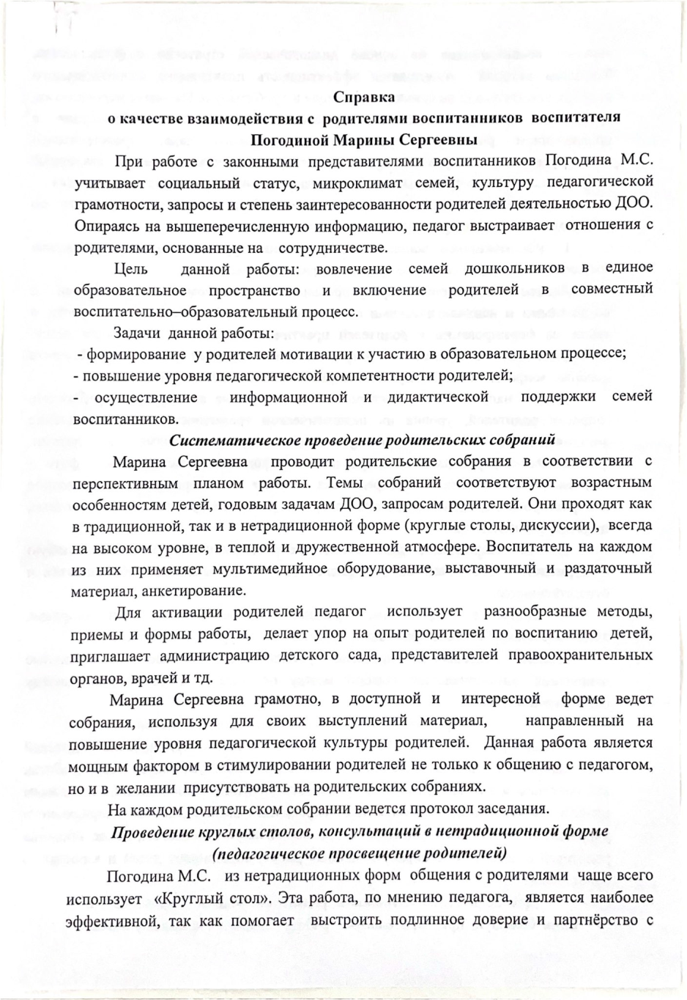 Справка
о качестве взаимодействия с родителями воспитанников воспитателя
Погодиной Марины Сергеевны
При работе с законными представителями воспитанников Погодина М.С.
учитывает социальный статус, микроклимат семей, культуру педагогической
грамотности, запросы и степень заинтересованности родителей деятельностью ДОО.
Опираясь на вышеперечисленную информацию, педагог выстраивает отношения с
родителями, основанные на сотрудничестве.
Цель данной работы: вовлечение семей дошкольников в единое
образовательное пространство и включение родителей в совместный
воспитательно–образовательный процесс.
Задачи данной работы:
- формирование у родителей мотивации к участию в образовательном процессе;
- повышение уровня педагогической компетентности родителей;
- осуществление информационной и дидактической поддержки семей
воспитанников.
Систематическое проведение родительских собраний
Марина Сергеевна проводит родительские собрания в соответствии с
перспективным планом работы. Темы собраний соответствуют возрастным
особенностям детей, годовым задачам ДОО, запросам родителей. Они проходят как
в традиционной, так и в нетрадиционной форме (круглые столы, дискуссии), всегда
на высоком уровне, в теплой и дружественной атмосфере. Воспитатель на каждом
из них применяет мультимедийное оборудование, выставочный и раздаточный
материал, анкетирование.
Для активации родителей педагог использует разнообразные методы,
приемы и формы работы, делает упор на опыт родителей по воспитанию детей,
приглашает администрацию детского сада, представителей правоохранительных
органов, врачей и тд.
Марина Сергеевна грамотно, в доступной и интересной форме ведет
собрания, используя для своих выступлений материал, направленный на
повышение уровня педагогической культуры родителей. Данная работа является
мощным фактором в стимулировании родителей не только к общению с педагогом,
но и в желании присутствовать на родительских собраниях.
На каждом родительском собрании ведется протокол заседания.
Проведение круглых столов, консультаций в нетрадиционной форме
(педагогическое просвещение родителей)
Погодина М.С. из нетрадиционных форм общения с родителями чаще всего
использует «Круглый стол». Эта работа, по мнению педагога, является наиболее
эффективной, так как помогает выстроить подлинное доверие и партнёрство с